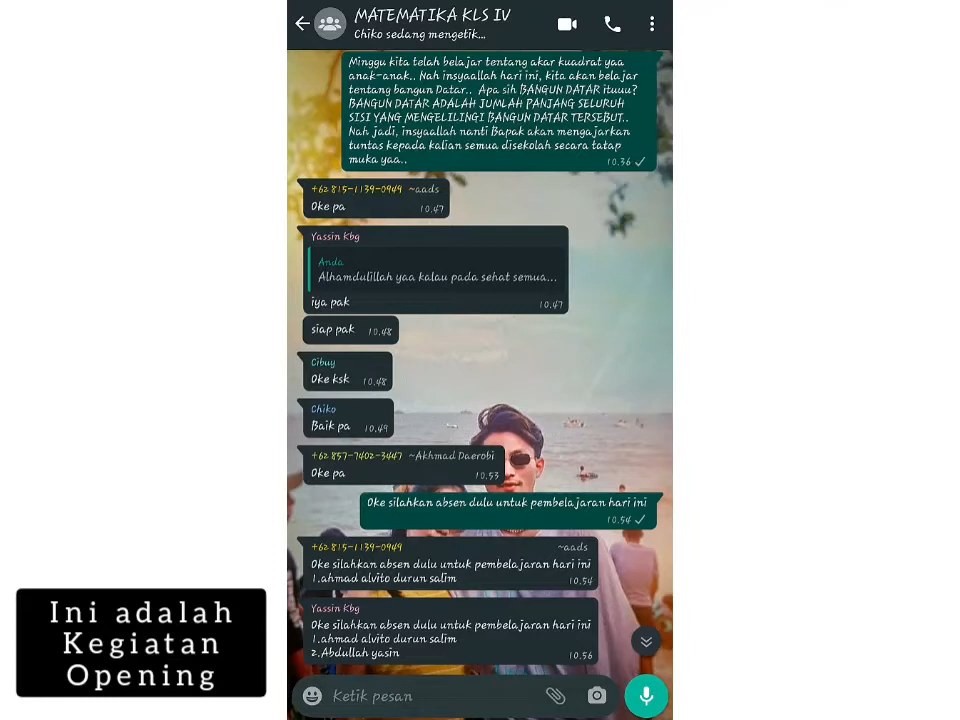 MATEMATIKA KLS IV
Chiko sedang mengetik...
Minggu kita telah belajar tentang akar kuadrat yaa
anak-anak.. Nah insyaallah hari ini, kita akan belajar
tentang bangun Datar.. Apa sih BANGUN DATAR ituuu?
BANGUN DATAR ADALAH JUMLAH PANJANG SELURUH
SISI YANG MENGELILINGI BANGUN DATAR TERSEBUT..
Nah jadi, insyaallah nanti Bapak akan mengajarkan
tuntas kepada kalian semua disekolah secara tatap
muka yaa..
10.36
+62 815-1139-0949 ~aads
Oke pa
10.47
Yassin Kbg
Anda
Alhamdulillah yaa kalau pada sehat semua...
iya pak
10.47
siap pak 10.48
Cibuy
Oke ksk 10.48
Chiko
Baik pa 10.49
+62 857-7402-3447 ~Akhmad Daerobi
Oke pa
10.53
Oke silahkan absen dulu untuk pembelajaran hari ini
10.54
+62 815-1139-0949 ~aads
Oke silahkan absen dulu untuk pembelajaran hari ini
1.ahmad alvito durun salim
10.54
Yassin Kbg
Oke silahkan absen dulu untuk pembelajaran hari ini
1.ahmad alvito durun salim
2.Abdullah yasin
10.56
Ketik pesan
Ini adalah
Kegiatan
Opening